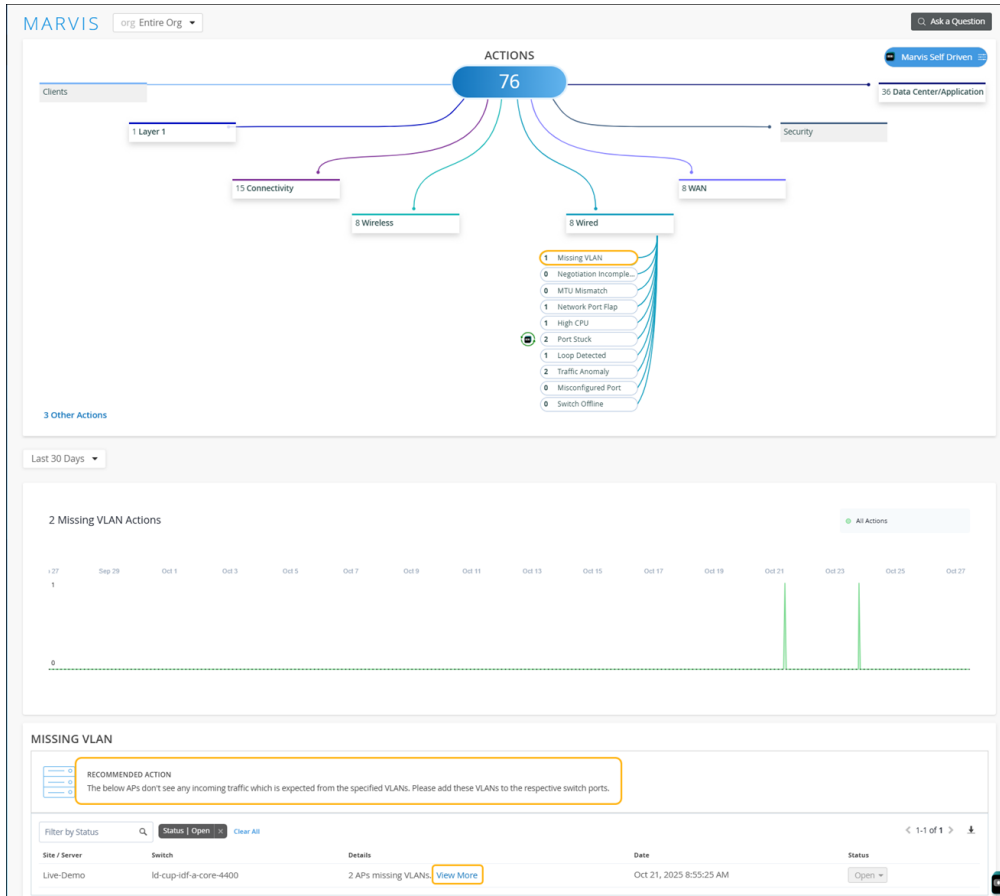 MARVIS
org Entire Org
Ask a Question
ACTIONS
76
Marvis Self Driven
Clients
36 Data Center/Application
1 Layer 1
Security
15 Connectivity
8 WAN
8 Wireless
8 Wired
1 Missing VLAN
0 Negotiation Incomple...
0 MTU Mismatch
1 Network Port Flap
1 High CPU
2 Port Stuck
1 Loop Detected
2 Traffic Anomaly
0 Misconfigured Port
0 Switch Offline
3 Other Actions
Last 30 Days
2 Missing VLAN Actions
All Actions
27 Sep 29 Oct 1 Oct 3 Oct 5 Oct 7 Oct 9 Oct 11 Oct 13 Oct 15 Oct 17 Oct 19 Oct 21 Oct 23 Oct 25 Oct 27
1
0
MISSING VLAN
RECOMMENDED ACTION
The below APs don't see any incoming traffic which is expected from the specified VLANs. Please add these VLANs to the respective switch ports.
Filter by Status
Status | Open ×
Clear All
< 1-1 of 1 >
Site / Server Switch Details Date Status
Live-Demo ld-cup-idf-a-core-4400 2 APs missing VLANs. View More Oct 21, 2025 8:55:25 AM Open